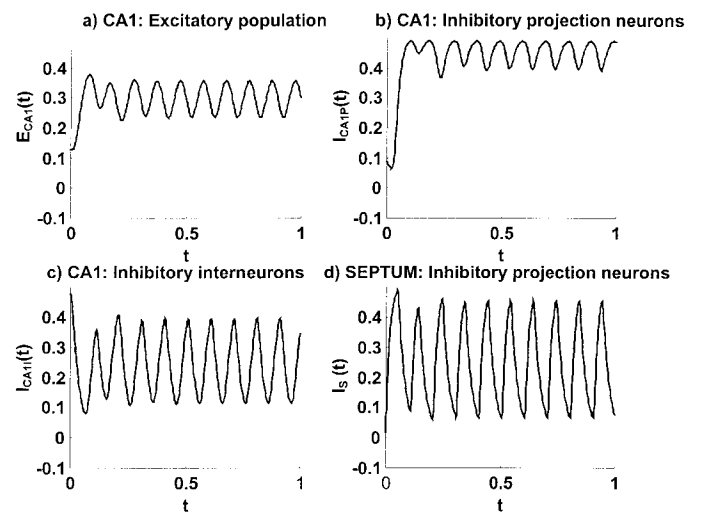 a) CA1: Excitatory population
0.4
0.3
0.2
0.1
0
-0.1
E_CA1(t)
0 0.5 1
t
b) CA1: Inhibitory projection neurons
0.4
0.3
0.2
0.1
0
-0.1
I_CA1P(t)
0 0.5 1
t
c) CA1: Inhibitory interneurons
0.4
0.3
0.2
0.1
0
-0.1
I_CA1I(t)
0 0.5 1
t
d) SEPTUM: Inhibitory projection neurons
0.4
0.3
0.2
0.1
0
-0.1
I_S (t)
0 0.5 1
t